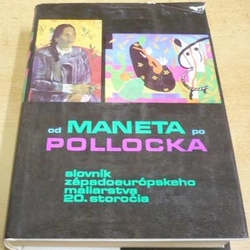 od MANETA po
POLLOCKA
slovník
západoeurópskeho
maliarstva
20. storočia